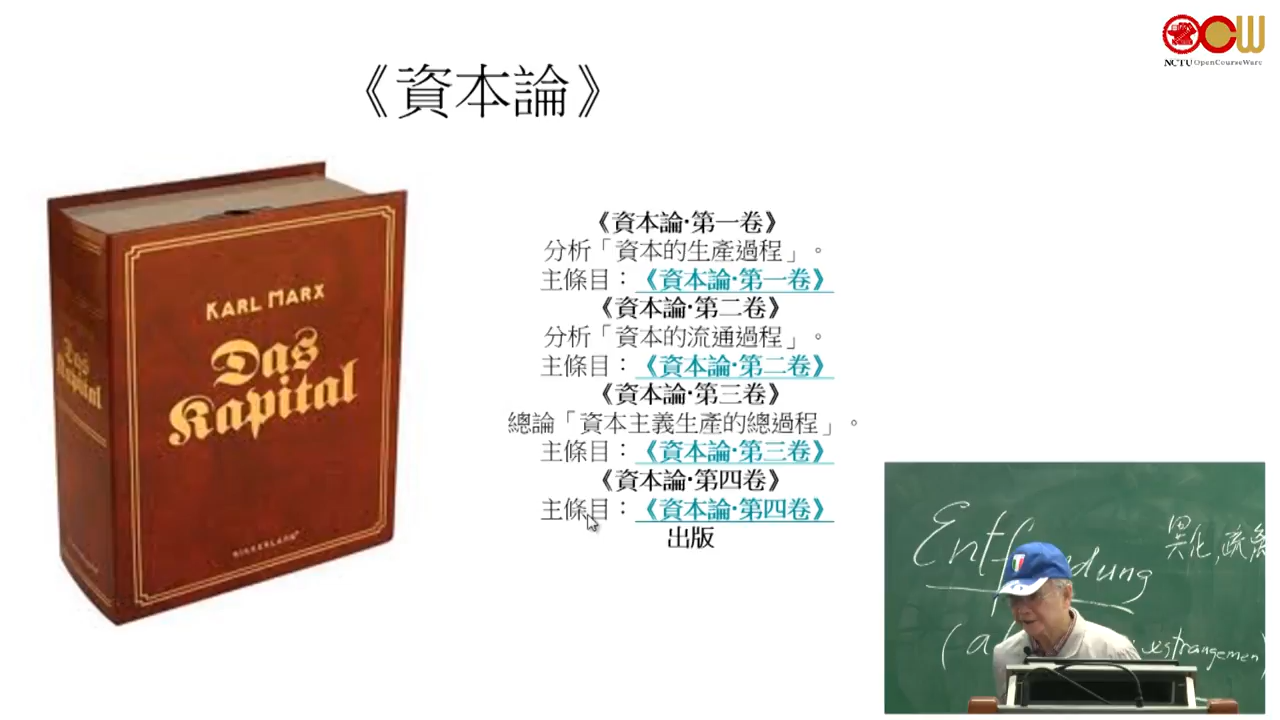 OCW
NCTU OpenCourseWare
《資本論》
KARL MARX
Das
Kapital
Das
Kapital
《資本論·第一卷》
分析「資本的生產過程」。
主條目：《資本論·第一卷》
《資本論·第二卷》
分析「資本的流通過程」。
主條目：《資本論·第二卷》
《資本論·第三卷》
總論「資本主義生產的總過程」。
主條目：《資本論·第三卷》
《資本論·第四卷》
主條目：《資本論·第四卷》
出版
異化,疏離